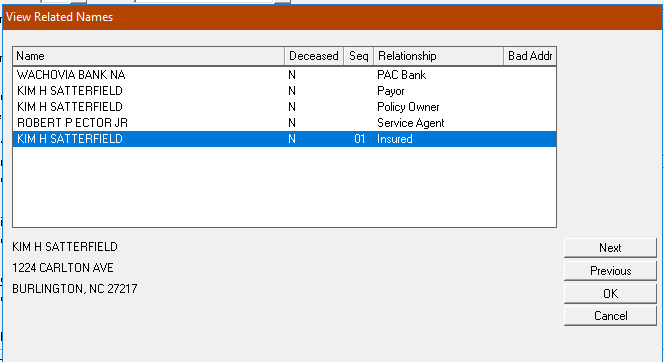 View Related Names
Name Deceased Seq Relationship Bad Addr
WACHOVIA BANK NA N PAC Bank
KIM H SATTERFIELD N Payor
KIM H SATTERFIELD N Policy Owner
ROBERT P ECTOR JR N Service Agent
KIM H SATTERFIELD N 01 Insured
KIM H SATTERFIELD
1224 CARLTON AVE
BURLINGTON, NC 27217
Next
Previous
OK
Cancel